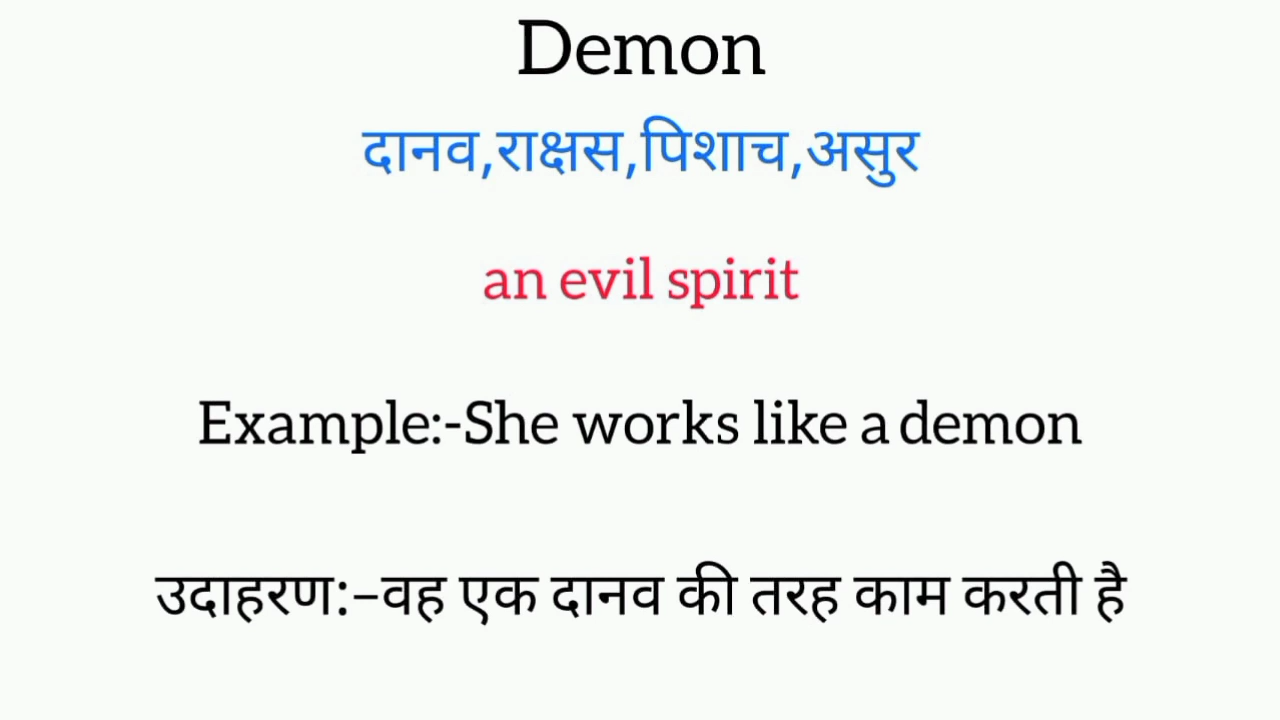 Demon
दानव,राक्षस,पिशाच,असुर
an evil spirit
Example:-She works like a demon
उदाहरण:–वह एक दानव की तरह काम करती है